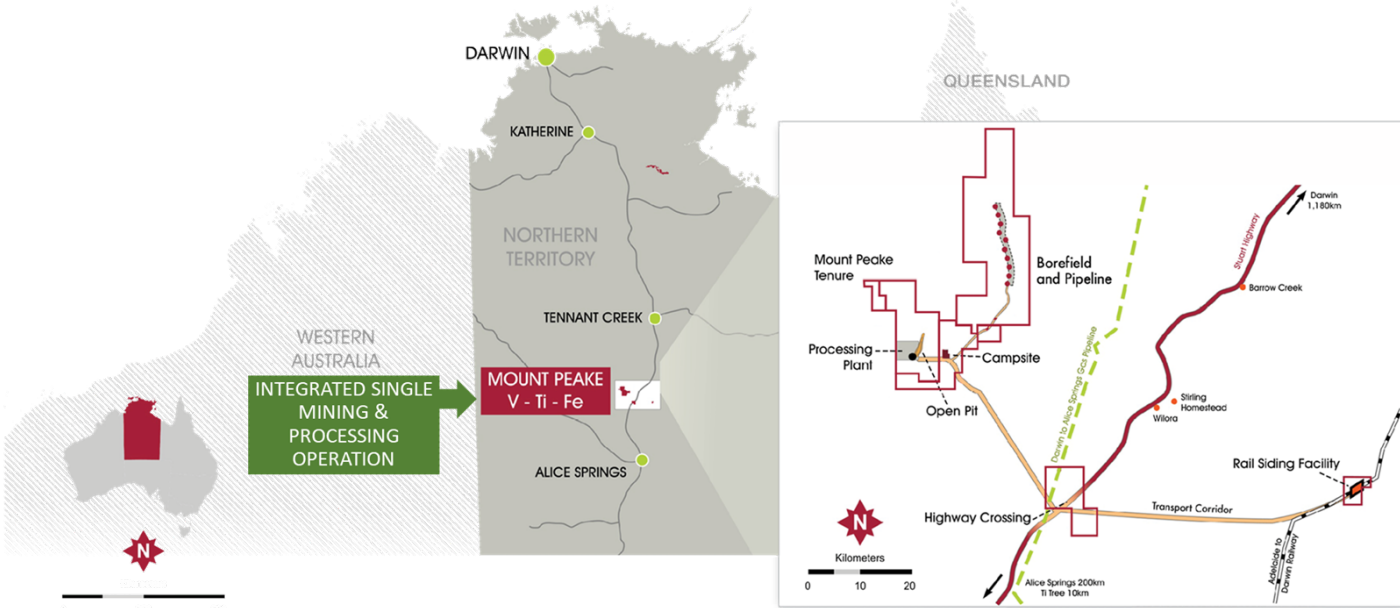 DARWIN
QUEENSLAND
KATHERINE
NORTHERN
TERRITORY
TENNANT CREEK
WESTERN
AUSTRALIA
INTEGRATED SINGLE
MINING &
PROCESSING
OPERATION
MOUNT PEAKE
V - Ti - Fe
ALICE SPRINGS
N
Darwin
1,180km
Stuart Highway
Mount Peake
Tenure
Borefield
and Pipeline
Barrow Creek
Darwin to Alice Springs Gas Pipeline
Processing
Plant
Campsite
Open Pit
Stirling
Homestead
Wilora
Rail Siding Facility
Transport Corridor
Highway Crossing
N
Kilometers
0 10 20
Adelaide to
Darwin Railway
Alice Springs 200km
Ti Tree 10km